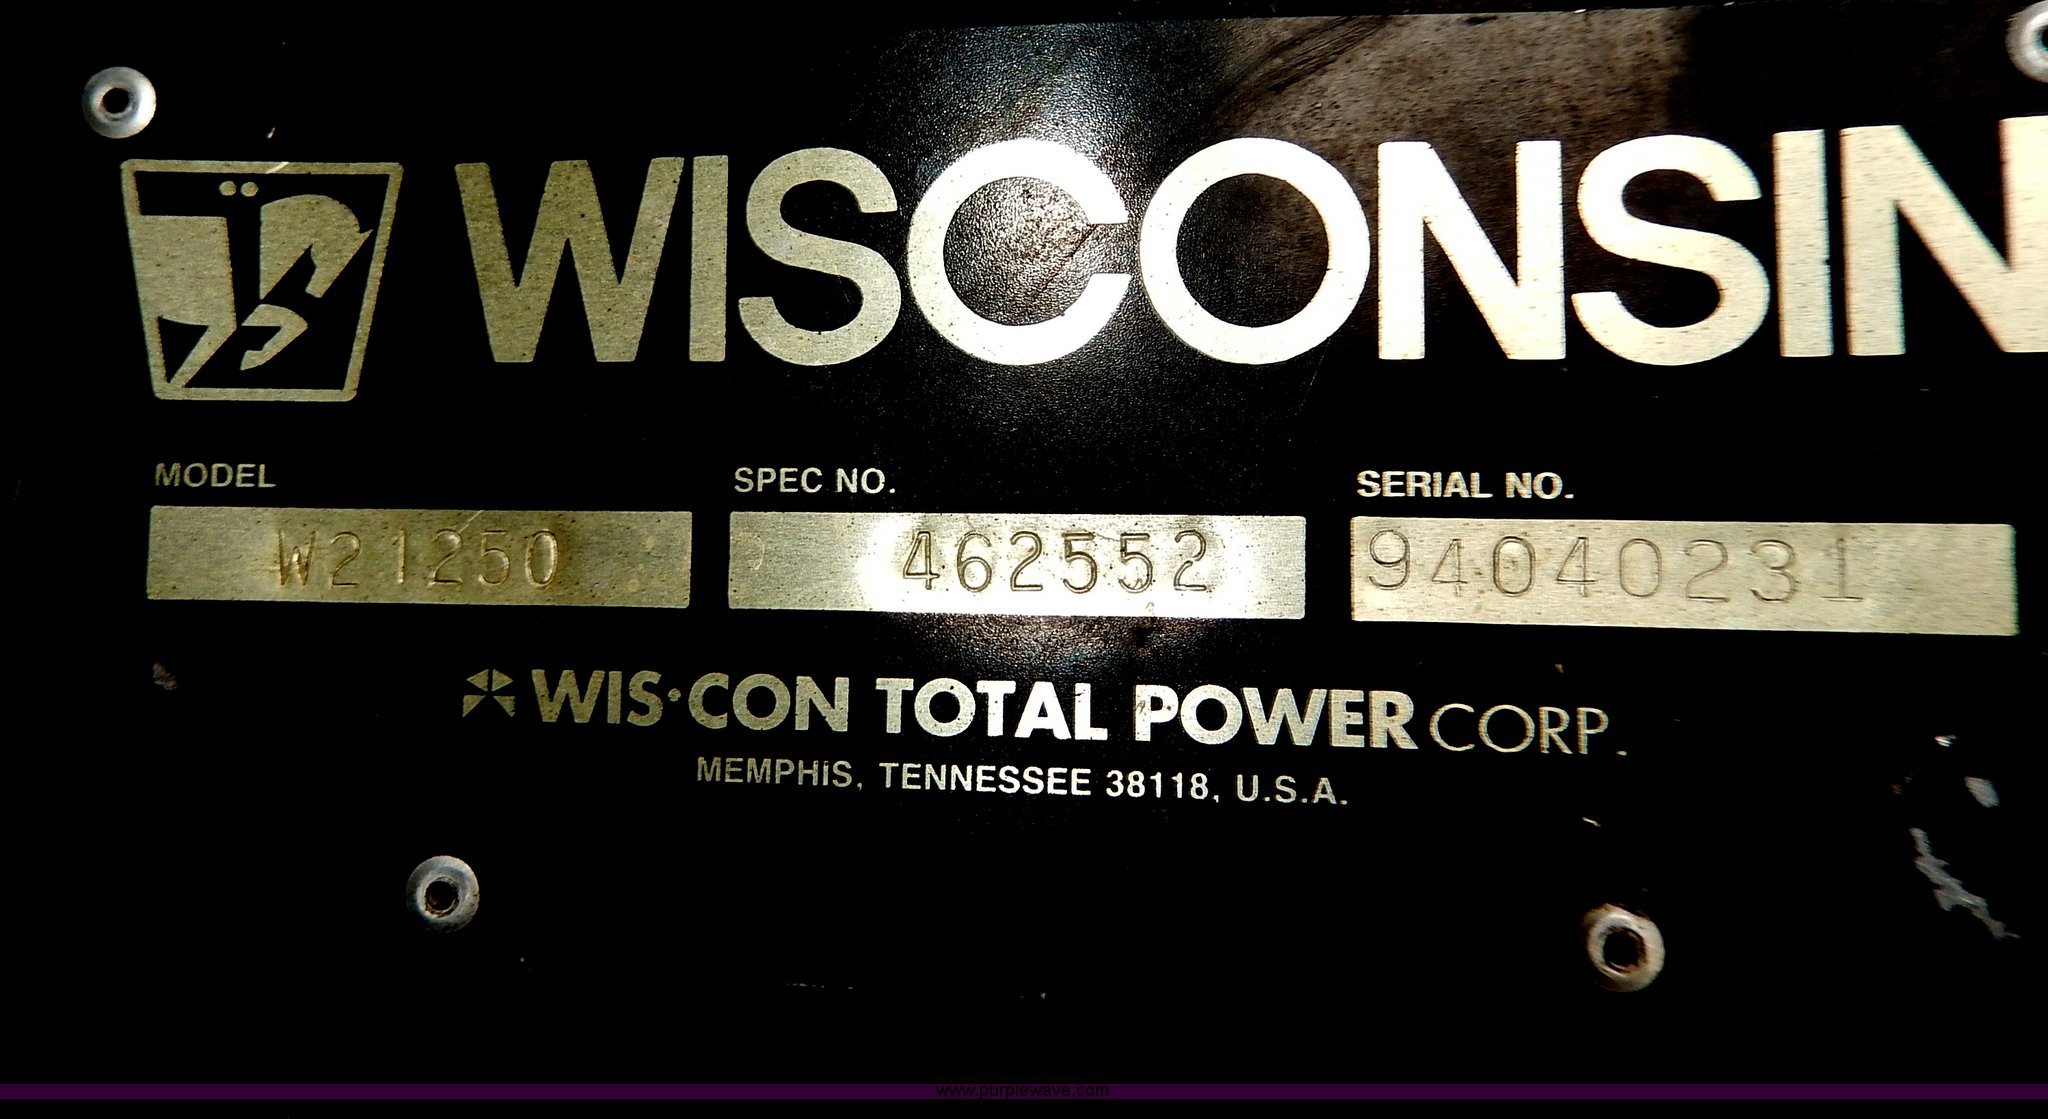 WISCONSIN
MODEL SPEC NO. SERIAL NO.
W21250 462552 94040231
WIS·CON TOTAL POWER CORP.
MEMPHIS, TENNESSEE 38118, U.S.A.
www.purplewave.com